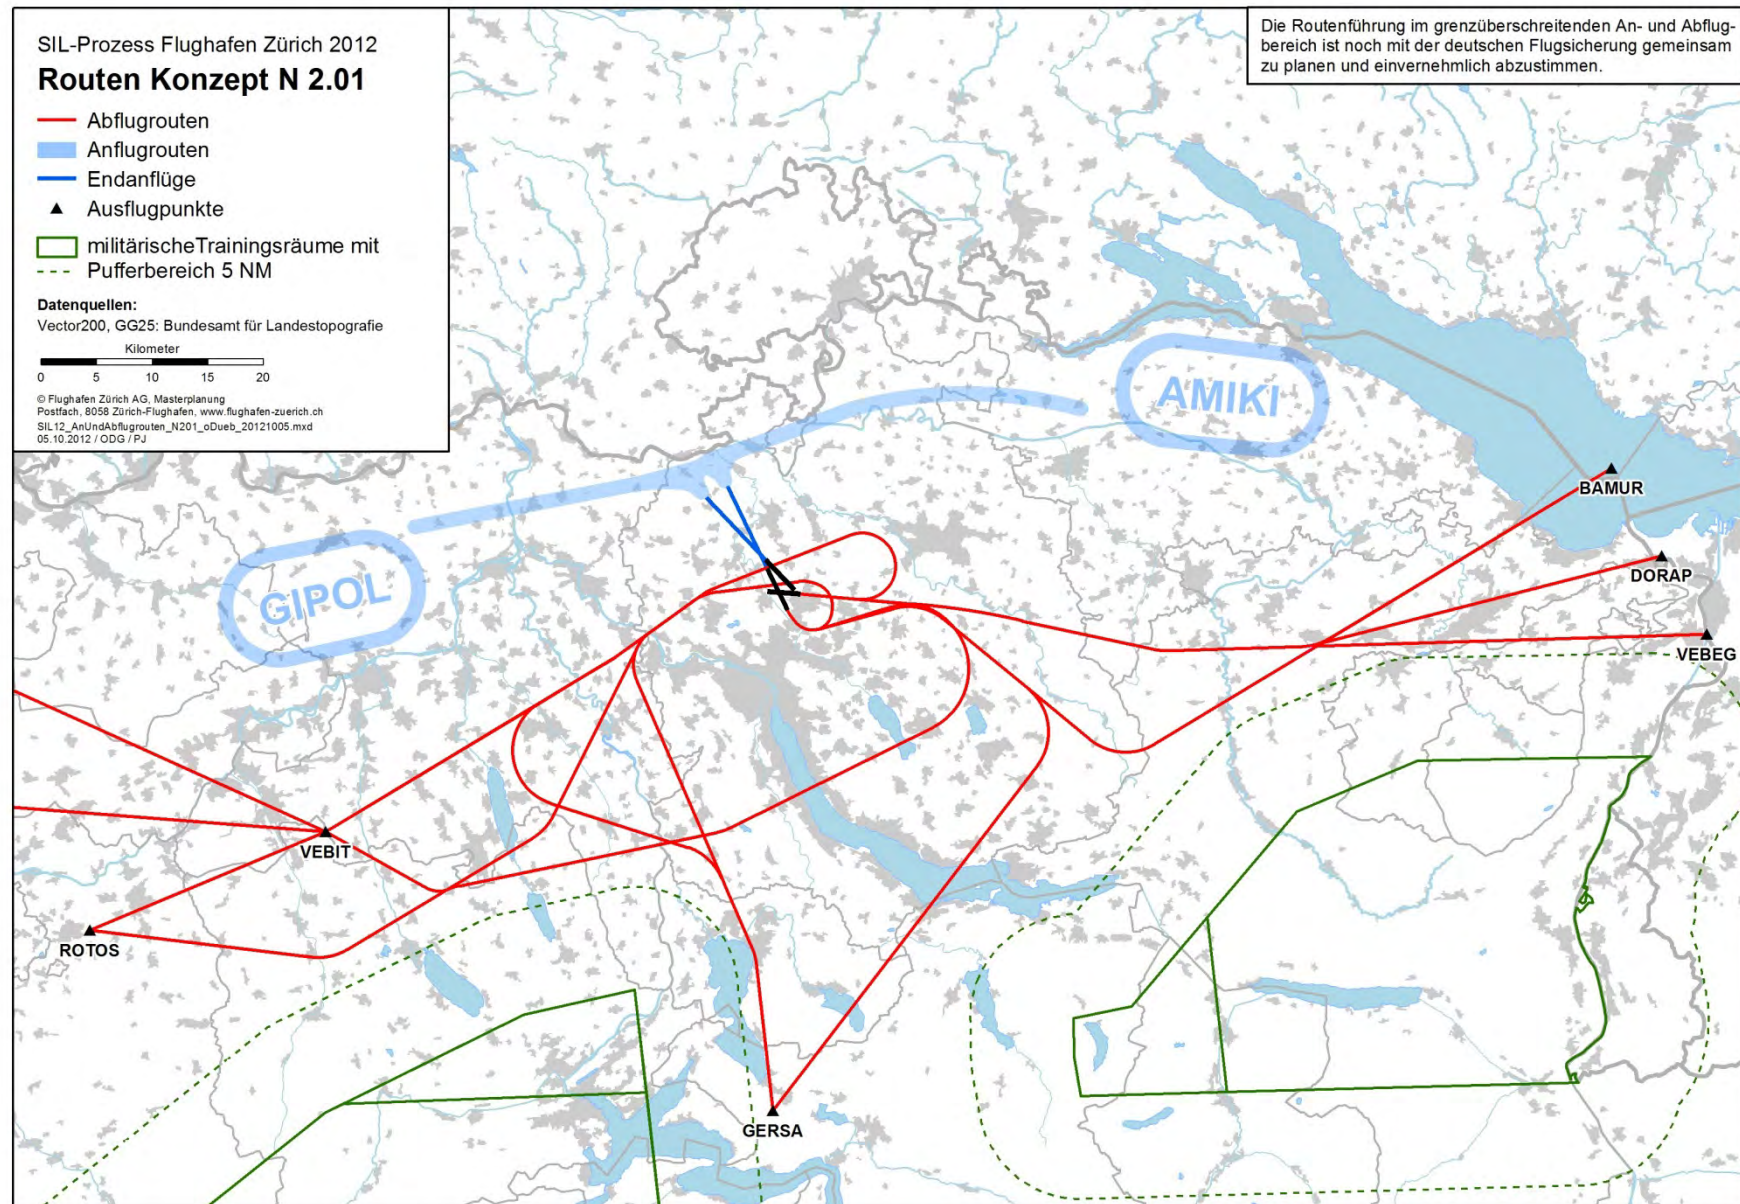 SIL-Prozess Flughafen Zürich 2012
Routen Konzept N 2.01
Abflugrouten
Anflugrouten
Endanflüge
Ausflugpunkte
militärischeTrainingsräume mit
Pufferbereich 5 NM
Datenquellen:
Vector200, GG25: Bundesamt für Landestopografie
Kilometer
0 5 10 15 20
© Flughafen Zürich AG, Masterplanung
Postfach, 8058 Zürich-Flughafen, www.flughafen-zuerich.ch
SIL12_AnUndAbflugrouten_N201_oDueb_20121005.mxd
05.10.2012 / ODG / PJ
Die Routenführung im grenzüberschreitenden An- und Abflug-
bereich ist noch mit der deutschen Flugsicherung gemeinsam
zu planen und einvernehmlich abzustimmen.
AMIKI
BAMUR
DORAP
GIPOL
VEBEG
VEBIT
ROTOS
GERSA